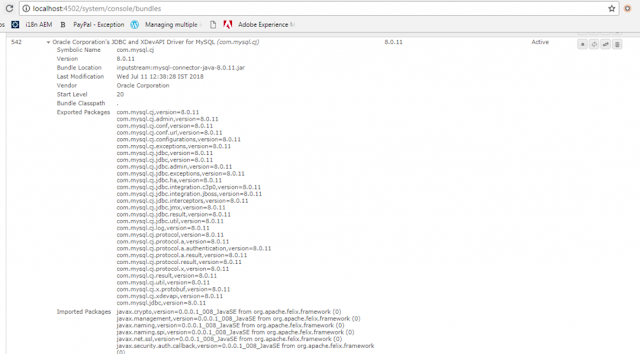 localhost:4502/system/console/bundles
i18n AEM
PayPal - Exception
Managing multiple
Adobe Experience M
542 Oracle Corporation's JDBC and XDevAPI Driver for MySQL (com.mysql.cj) 8.0.11 Active
Symbolic Name com.mysql.cj
Version 8.0.11
Bundle Location inputstream:mysql-connector-java-8.0.11.jar
Last Modification Wed Jul 11 12:38:28 IST 2018
Vendor Oracle Corporation
Start Level 20
Bundle Classpath .
Exported Packages com.mysql.cj,version=8.0.11
com.mysql.cj.admin,version=8.0.11
com.mysql.cj.conf,version=8.0.11
com.mysql.cj.conf.url,version=8.0.11
com.mysql.cj.configurations,version=8.0.11
com.mysql.cj.exceptions,version=8.0.11
com.mysql.cj.jdbc,version=8.0.11
com.mysql.cj.jdbc,version=8.0.11
com.mysql.cj.jdbc.admin,version=8.0.11
com.mysql.cj.jdbc.exceptions,version=8.0.11
com.mysql.cj.jdbc.ha,version=8.0.11
com.mysql.cj.jdbc.integration.c3p0,version=8.0.11
com.mysql.cj.jdbc.integration.jboss,version=8.0.11
com.mysql.cj.jdbc.interceptors,version=8.0.11
com.mysql.cj.jdbc.jmx,version=8.0.11
com.mysql.cj.jdbc.result,version=8.0.11
com.mysql.cj.jdbc.util,version=8.0.11
com.mysql.cj.log,version=8.0.11
com.mysql.cj.protocol,version=8.0.11
com.mysql.cj.protocol.a,version=8.0.11
com.mysql.cj.protocol.a.authentication,version=8.0.11
com.mysql.cj.protocol.a.result,version=8.0.11
com.mysql.cj.protocol.result,version=8.0.11
com.mysql.cj.protocol.x,version=8.0.11
com.mysql.cj.result,version=8.0.11
com.mysql.cj.util,version=8.0.11
com.mysql.cj.x.protobuf,version=8.0.11
com.mysql.cj.xdevapi,version=8.0.11
com.mysql.jdbc,version=8.0.11
Imported Packages javax.crypto,version=0.0.0.1_008_JavaSE from org.apache.felix.framework (0)
javax.management,version=0.0.0.1_008_JavaSE from org.apache.felix.framework (0)
javax.naming,version=0.0.0.1_008_JavaSE from org.apache.felix.framework (0)
javax.naming.spi,version=0.0.0.1_008_JavaSE from org.apache.felix.framework (0)
javax.net.ssl,version=0.0.0.1_008_JavaSE from org.apache.felix.framework (0)
javax.security.auth.callback,version=0.0.0.1_008_JavaSE from org.apache.felix.framework
(0)